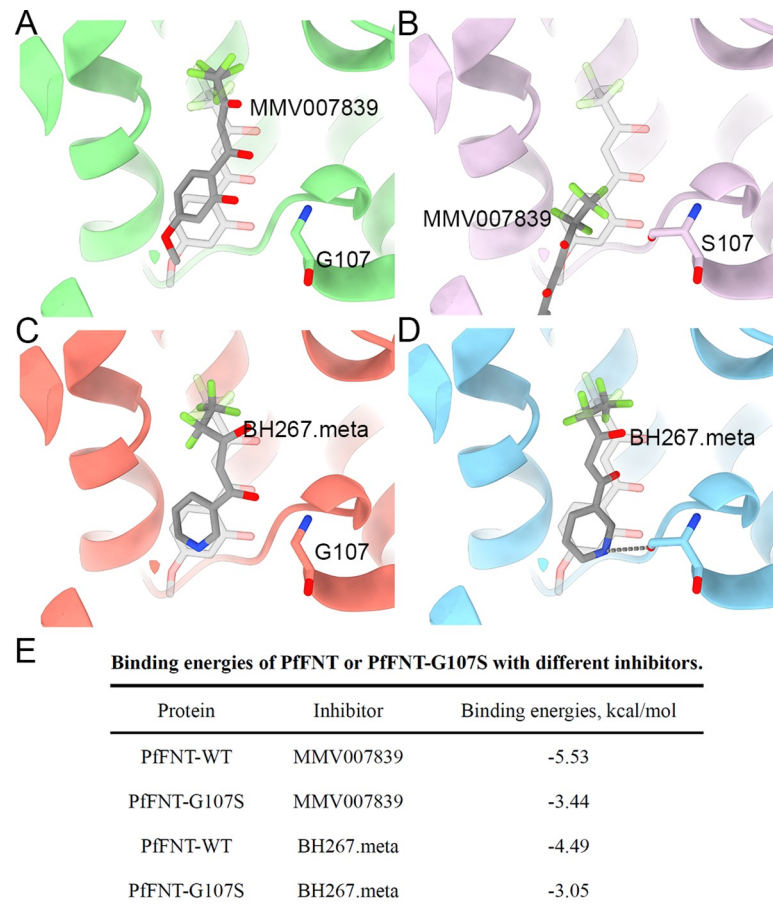 A
MMV007839
G107
B
MMV007839
S107
C
BH267.meta
G107
D
BH267.meta
E
Binding energies of PfFNT or PfFNT-G107S with different inhibitors.
Protein Inhibitor Binding energies, kcal/mol
PfFNT-WT MMV007839 -5.53
PfFNT-G107S MMV007839 -3.44
PfFNT-WT BH267.meta -4.49
PfFNT-G107S BH267.meta -3.05